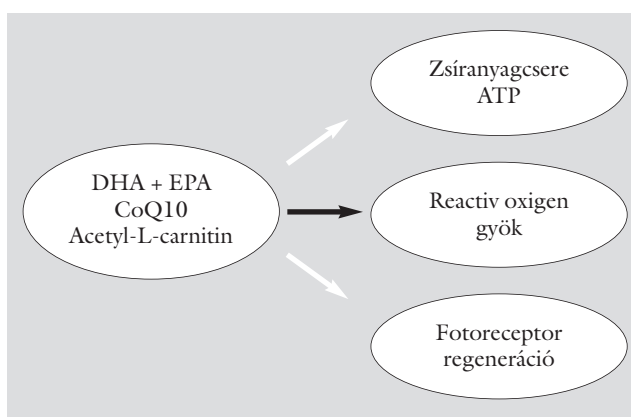 Zsíranyagcsere
ATP
DHA + EPA
CoQ10
Acetyl-L-carnitin
Reactiv oxigen
gyök
Fotoreceptor
regeneráció